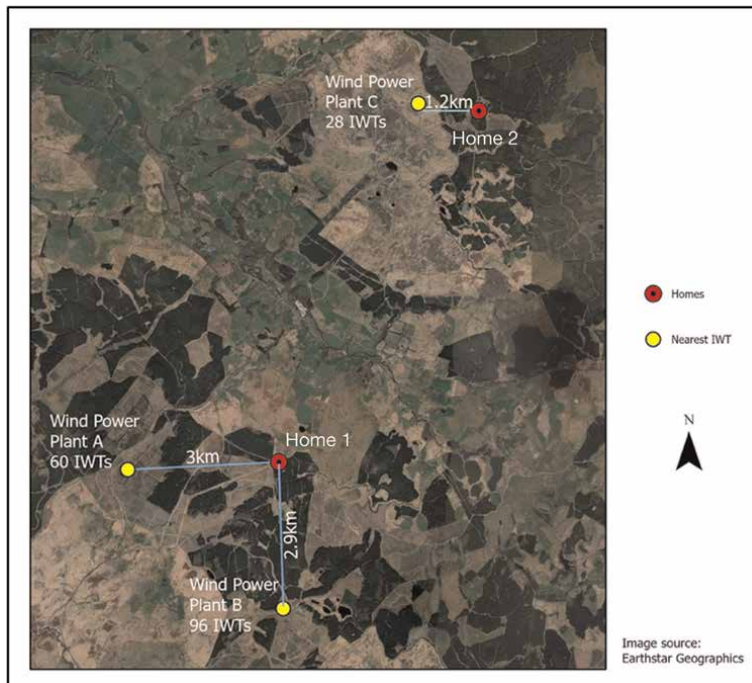 Wind Power
Plant C
28 IWTs
1.2km
Home 2
Homes
Nearest IWT
N
Wind Power
Plant A
60 IWTs
3km
Home 1
2.9km
Wind Power
Plant B
96 IWTs
Image source:
Earthstar Geographics